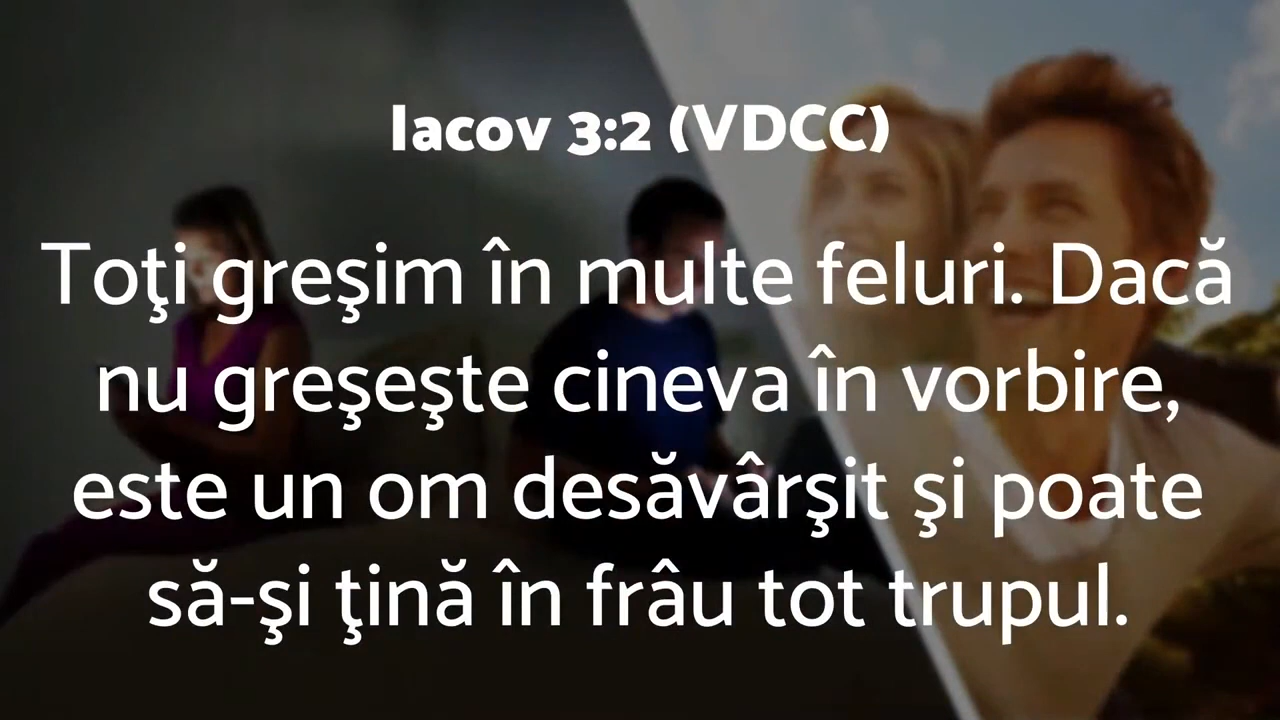 Iacov 3:2 (VDCC)
Toţi greşim în multe feluri. Dacă
nu greşeşte cineva în vorbire,
este un om desăvârşit şi poate
să-şi ţină în frâu tot trupul.